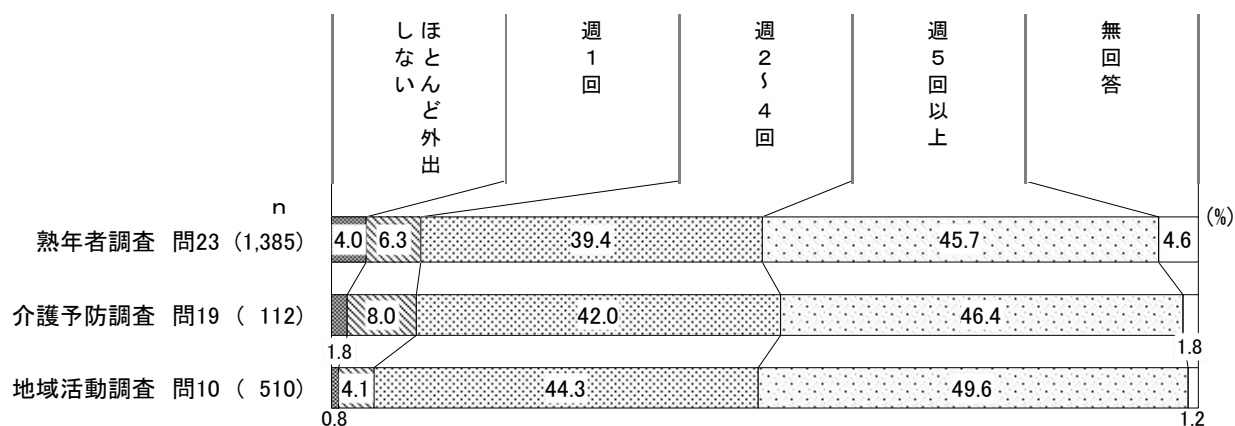 ほとんど外出
しない
週1回
週2～4回
週5回以上
無回答
n
(%)
熟年者調査 問23 (1,385)
4.0
6.3
39.4
45.7
4.6
介護予防調査 問19 ( 112)
1.8
8.0
42.0
46.4
1.8
地域活動調査 問10 ( 510)
0.8
4.1
44.3
49.6
1.2